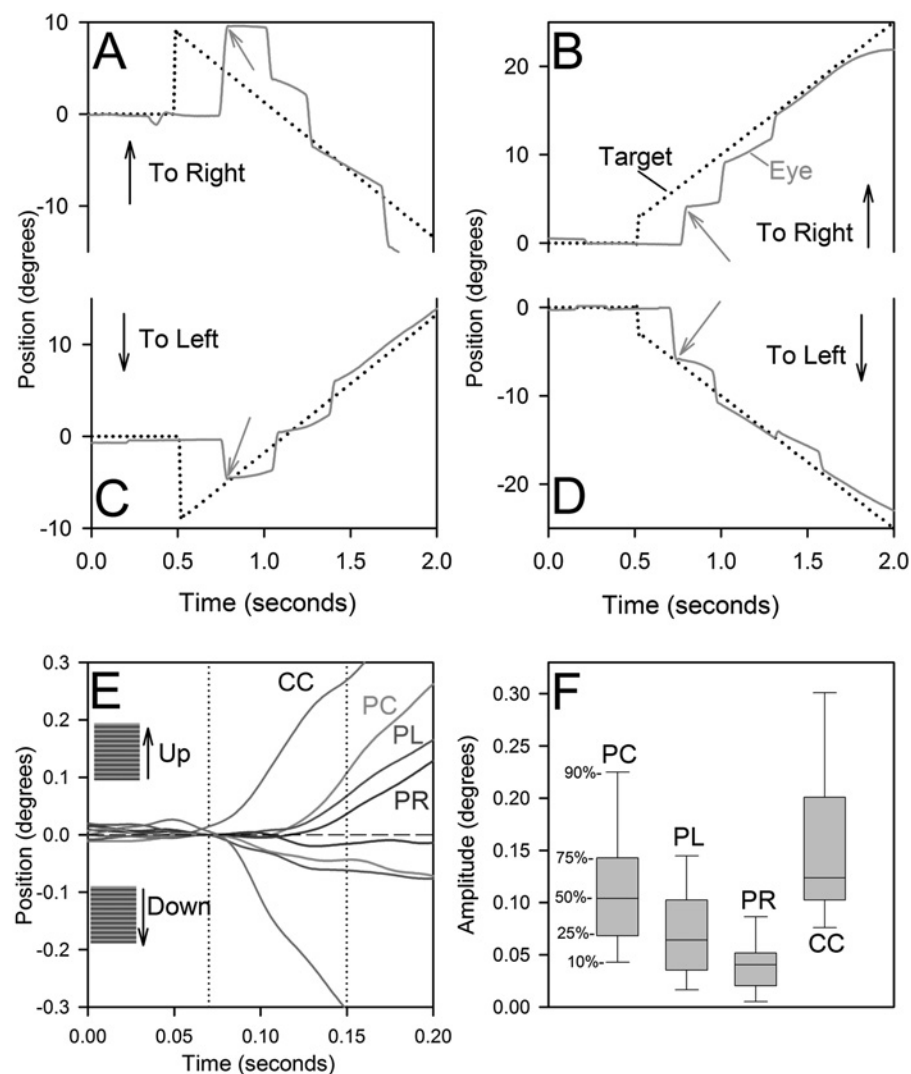 A
10
0
-10
To Right
B
20
10
0
Target
Eye
To Right
Position (degrees)
Position (degrees)
C
10
0
-10
To Left
0.0
0.5
1.0
1.5
2.0
Time (seconds)
D
0
-10
-20
To Left
0.0
0.5
1.0
1.5
2.0
Time (seconds)
E
0.3
0.2
0.1
0.0
-0.1
-0.2
-0.3
Position (degrees)
Up
Down
CC
PC
PL
PR
0.00
0.05
0.10
0.15
0.20
Time (seconds)
F
0.30
0.25
0.20
0.15
0.10
0.05
0.00
Amplitude (degrees)
PC
90%-
75%-
50%-
25%-
10%-
PL
PR
CC